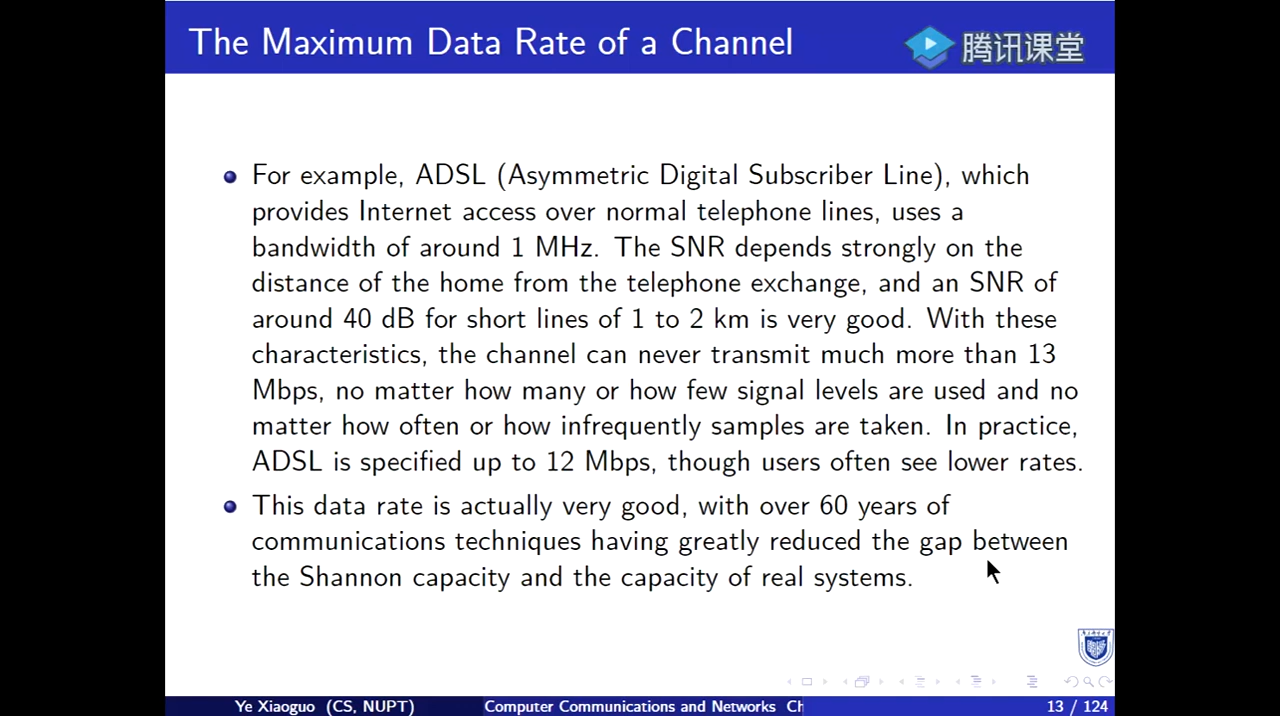 The Maximum Data Rate of a Channel
腾讯课堂
For example, ADSL (Asymmetric Digital Subscriber Line), which
provides Internet access over normal telephone lines, uses a
bandwidth of around 1 MHz. The SNR depends strongly on the
distance of the home from the telephone exchange, and an SNR of
around 40 dB for short lines of 1 to 2 km is very good. With these
characteristics, the channel can never transmit much more than 13
Mbps, no matter how many or how few signal levels are used and no
matter how often or how infrequently samples are taken. In practice,
ADSL is specified up to 12 Mbps, though users often see lower rates.
This data rate is actually very good, with over 60 years of
communications techniques having greatly reduced the gap between
the Shannon capacity and the capacity of real systems.
Ye Xiaoguo (CS, NUPT)
Computer Communications and Networks Ch
13 / 124